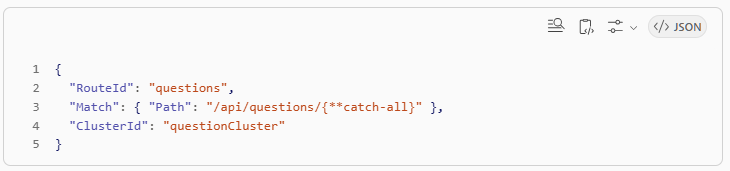 </> JSON
1 {
2 "RouteId": "questions",
3 "Match": { "Path": "/api/questions/{**catch-all}" },
4 "ClusterId": "questionCluster"
5 }